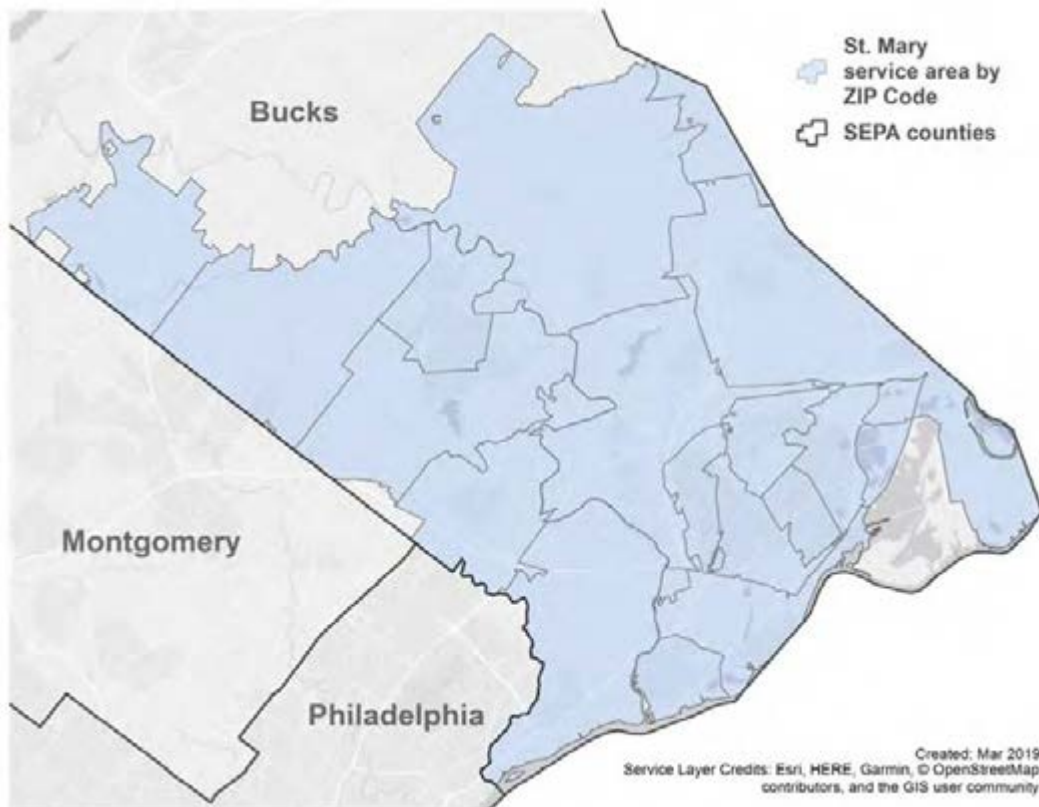 St. Mary
service area by
ZIP Code
SEPA counties
Bucks
Montgomery
Philadelphia
Created: Mar 2019
Service Layer Credits: Esri, HERE, Garmin, © OpenStreetMap
contributors, and the GIS user community